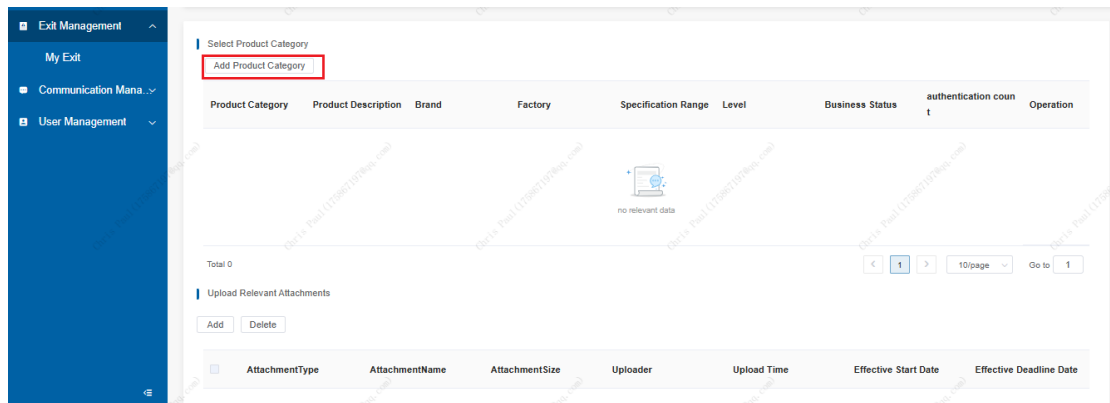 Exit Management
My Exit
Communication Mana..
User Management
Select Product Category
Add Product Category
Product Category Product Description Brand Factory Specification Range Level Business Status authentication coun Operation
t
no relevant data
Total 0
< 1 > 10/page Go to 1
Upload Relevant Attachments
Add Delete
AttachmentType AttachmentName AttachmentSize Uploader Upload Time Effective Start Date Effective Deadline Date